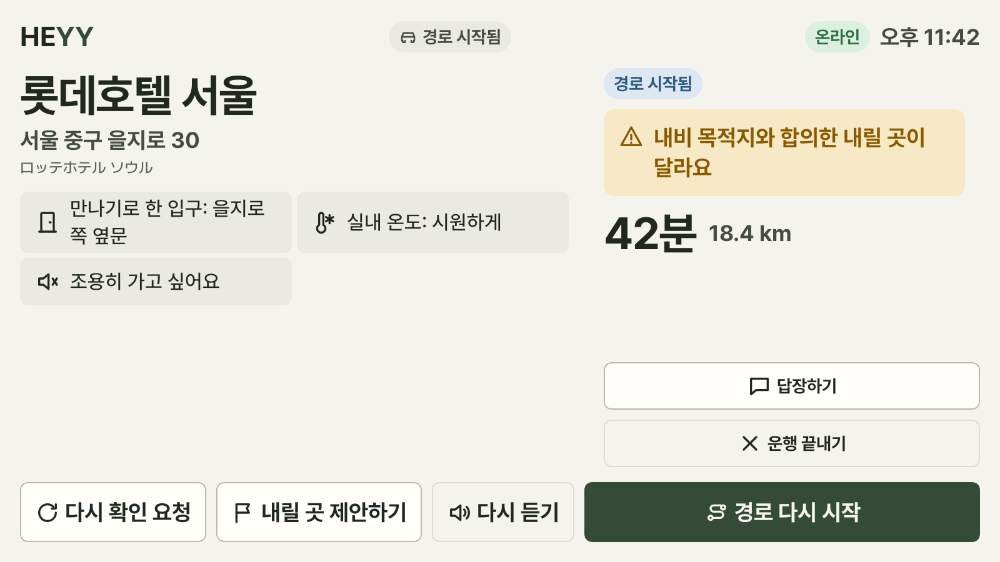 HEYY
경로 시작됨
온라인 오후 11:42
롯데호텔 서울
서울 중구 을지로 30
ロッテホテル ソウル
만나기로 한 입구: 을지로
쪽 옆문
실내 온도: 시원하게
조용히 가고 싶어요
경로 시작됨
내비 목적지와 합의한 내릴 곳이
달라요
42분 18.4 km
답장하기
운행 끝내기
다시 확인 요청
내릴 곳 제안하기
다시 듣기
경로 다시 시작